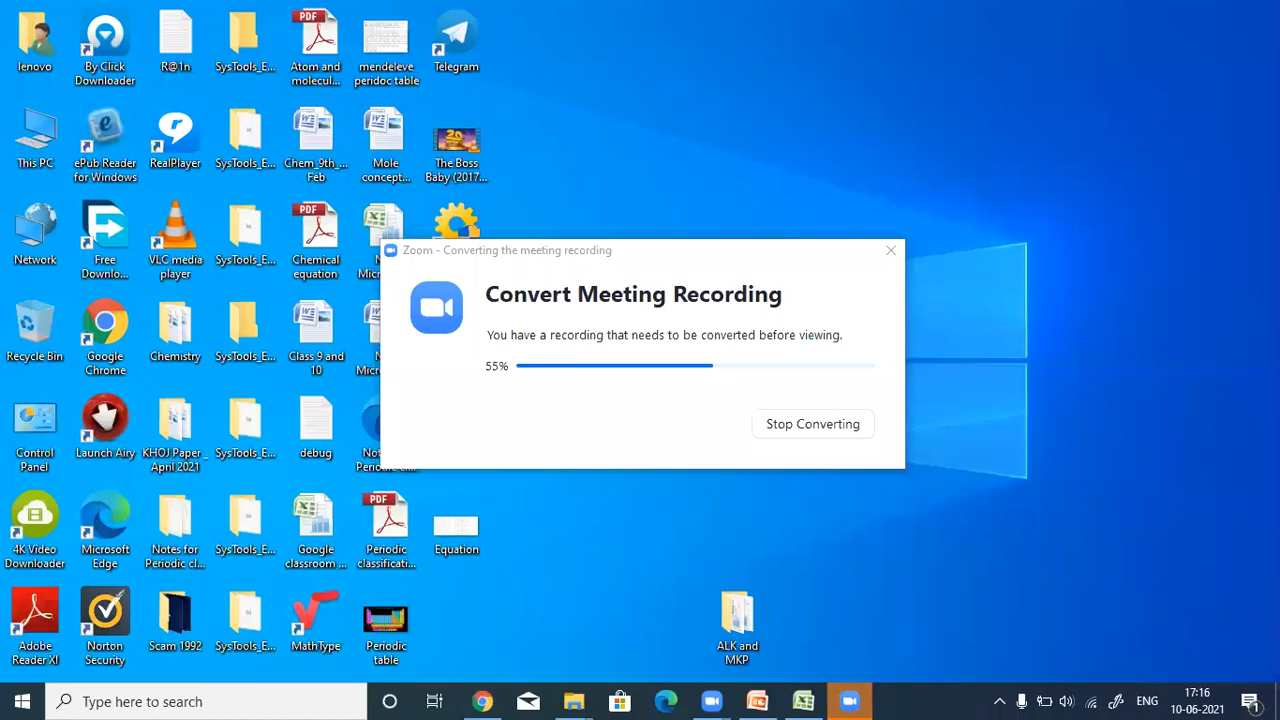 lenovo
By Click
Downloader
R@1n
SysTools_E...
Atom and
molecul...
mendeleve
peridoc table
Telegram
This PC
ePub Reader
for Windows
RealPlayer
SysTools_E...
Chem_9th_...
Feb
Mole
concept...
The Boss
Baby (2017...
Network
Free
Downlo...
VLC media
player
SysTools_E...
Chemical
equation
Micr
Recycle Bin
Google
Chrome
Chemistry
SysTools_E...
Class 9 and
10
Micr
Control
Panel
Launch Airy
KHOJ Paper_
April 2021
SysTools_E...
debug
Not
Periodic cl...
4K Video
Downloader
Microsoft
Edge
Notes for
Periodic cl...
SysTools_E...
Google
classroom ...
Periodic
classificati...
Equation
Adobe
Reader XI
Norton
Security
Scam 1992
SysTools_E...
MathType
Periodic
table
ALK and
MKP
Zoom - Converting the meeting recording
Convert Meeting Recording
You have a recording that needs to be converted before viewing.
55%
Stop Converting
Type here to search
ENG
17:16
10-06-2021